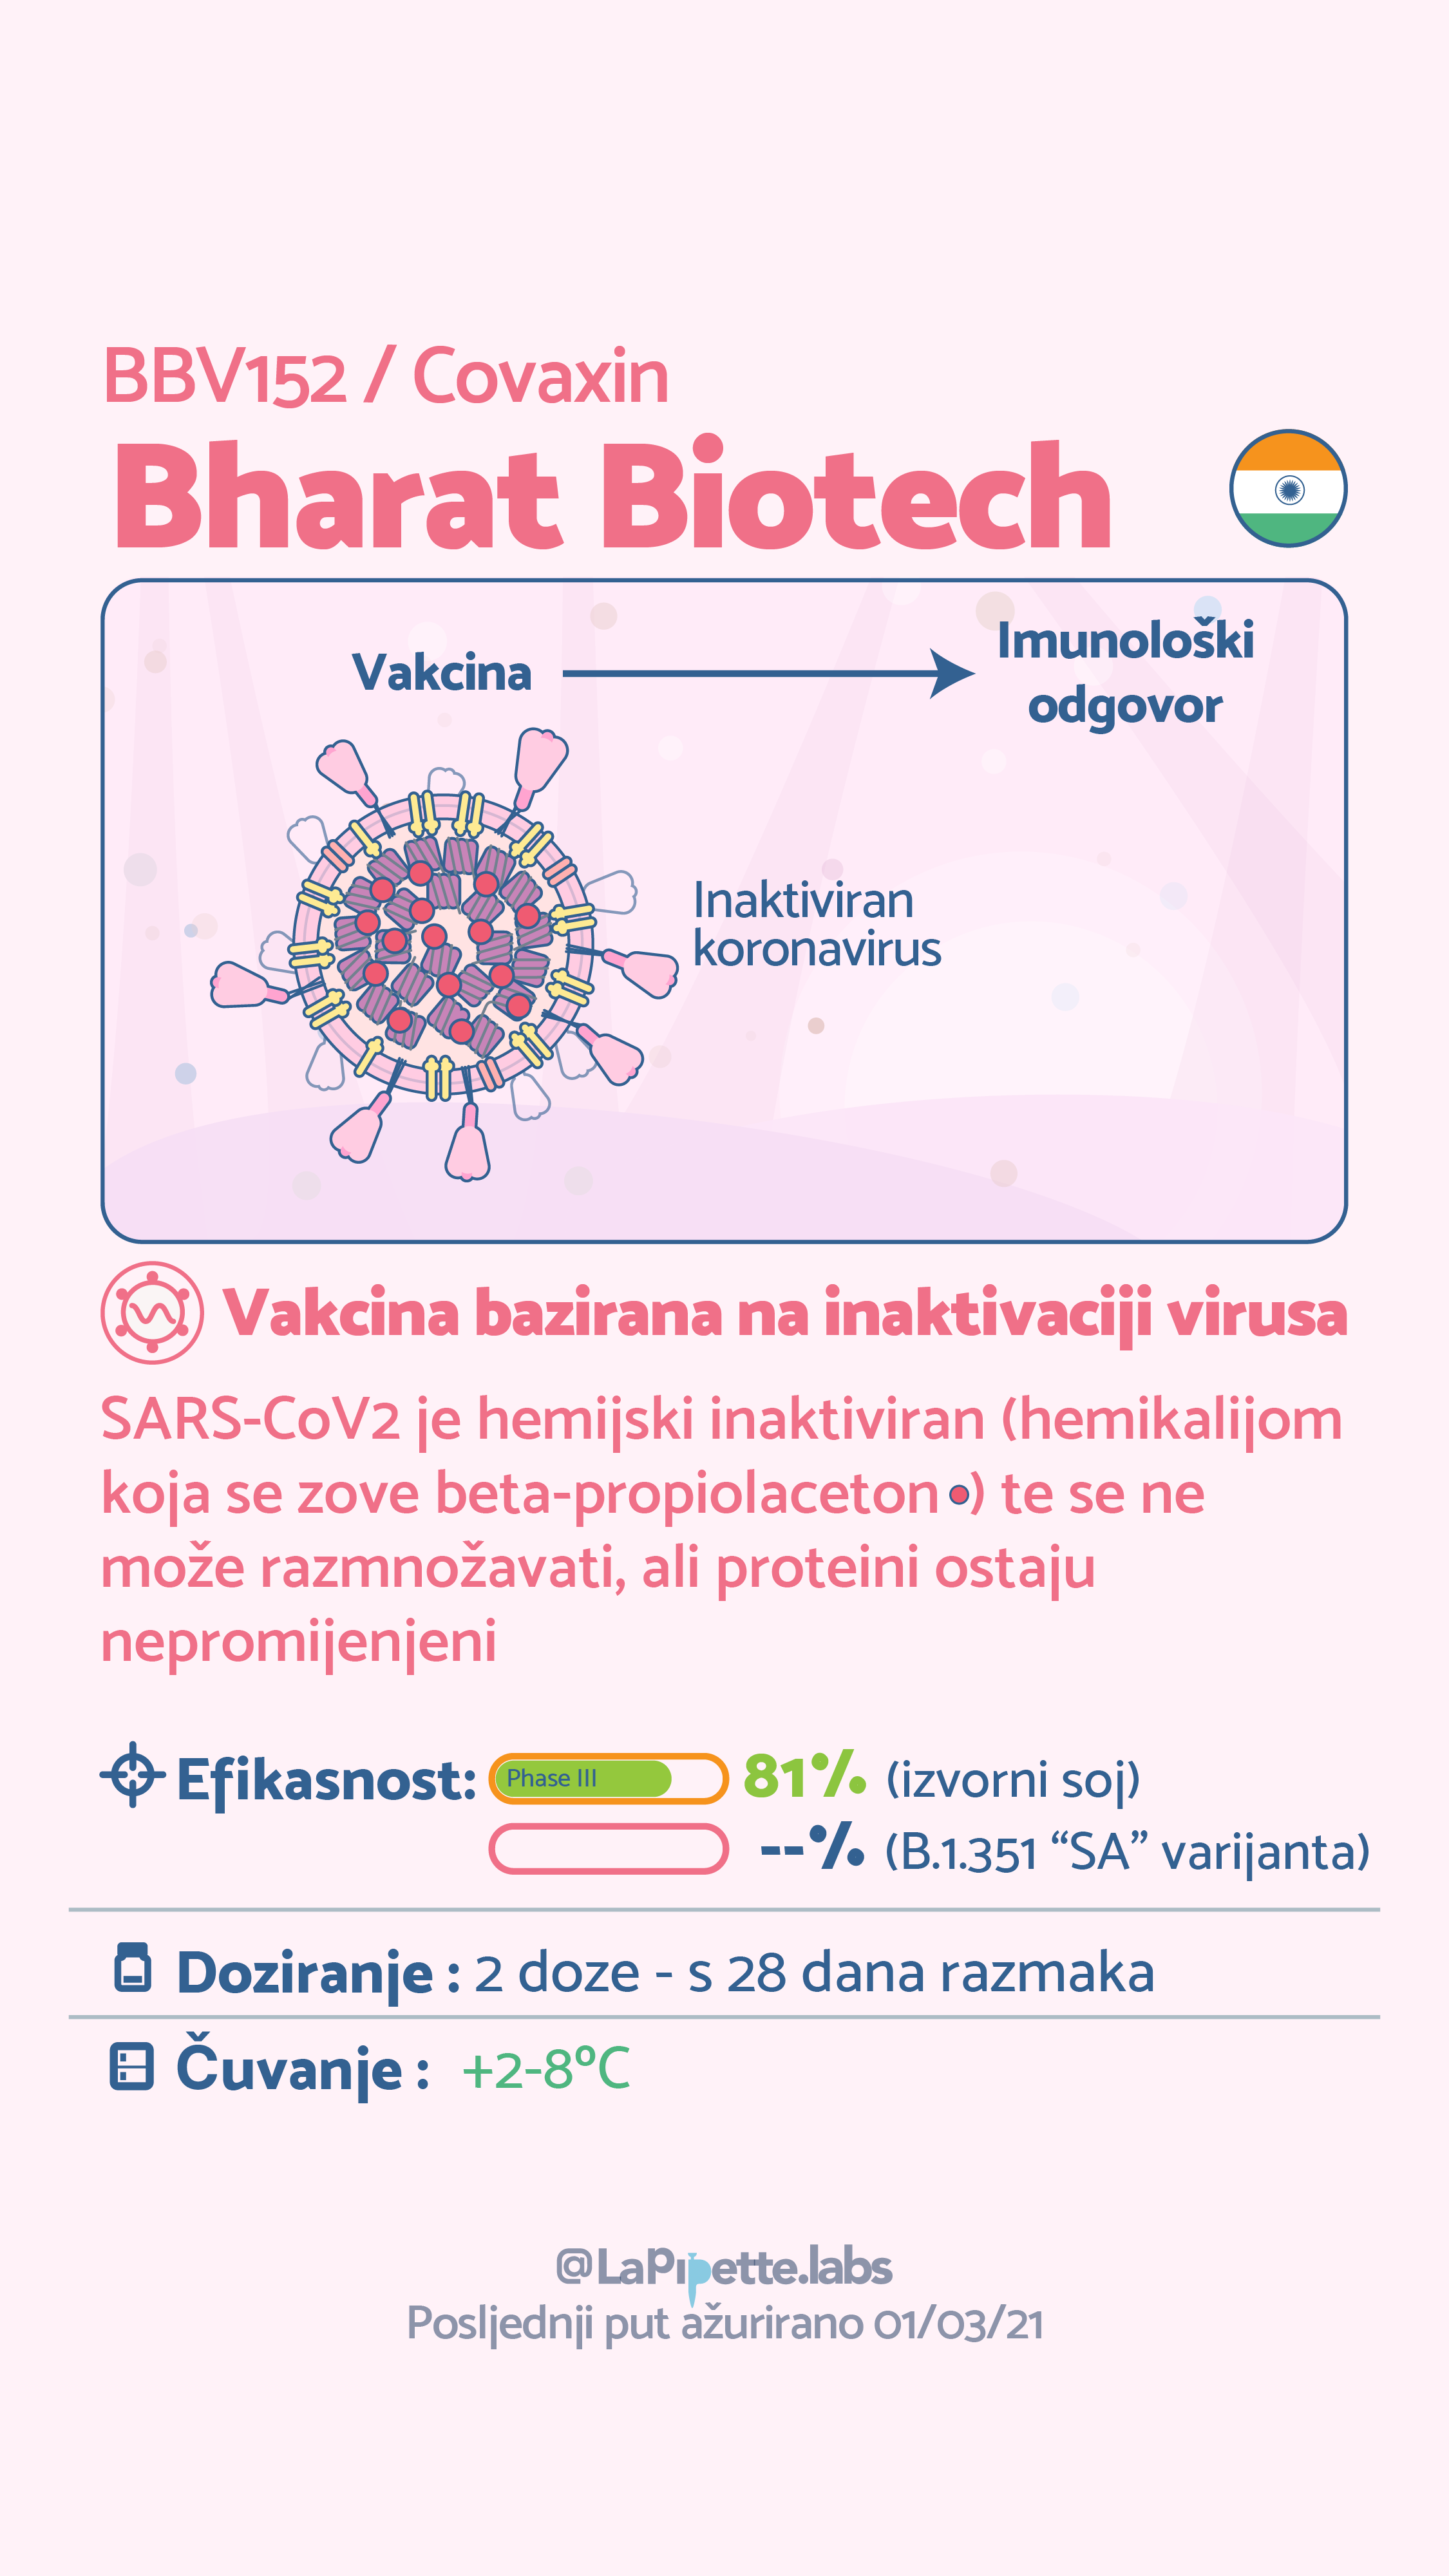 BBV152 / Covaxin
Bharat Biotech
Vakcina
Imunološki
odgovor
Inaktiviran
koronavirus
Vakcina bazirana na inaktivaciji virusa
SARS-CoV2 je hemijski inaktiviran (hemikalijom
koja se zove beta-propiolaceton ) te se ne
može razmnožavati, ali proteini ostaju
nepromijenjeni
Efikasnost: Phase III 81% (izvorni soj)
--% (B.1.351 “SA” varijanta)
Doziranje : 2 doze - s 28 dana razmaka
Čuvanje : +2-8ºC
@LaPipette.labs
Posljednji put ažurirano 01/03/21